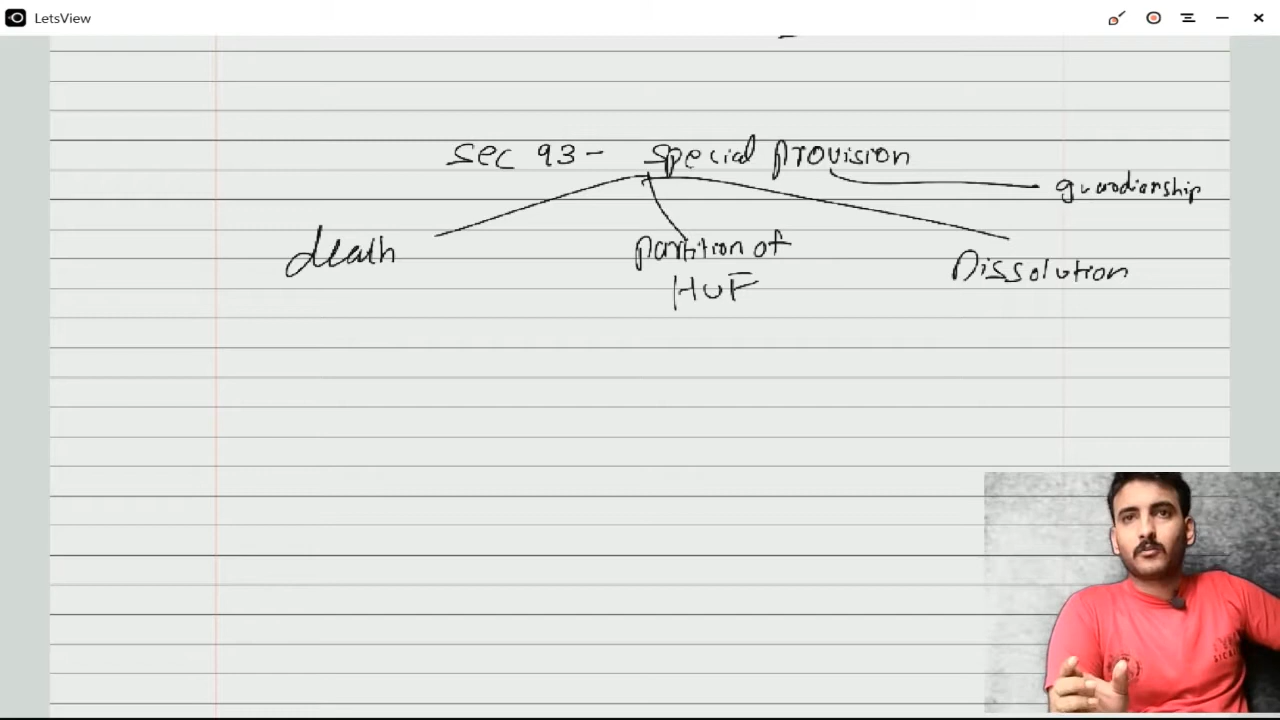 LetsView
Sec 93- special provision
guardianship
death
partition of
HUF
Dissolution